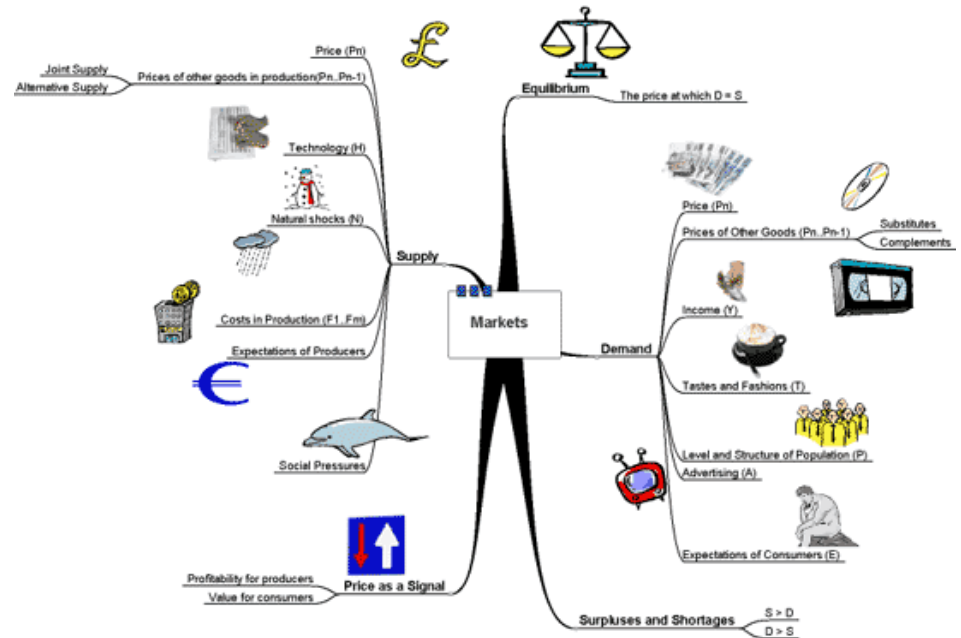 Markets
Equilibrium
The price at which D = S
Supply
Price (Pn)
Prices of other goods in production(Pn..Pn-1)
Joint Supply
Alternative Supply
Technology (H)
Natural shocks (N)
Costs in Production (F1..Fm)
Expectations of Producers
Social Pressures
Demand
Price (Pn)
Prices of Other Goods (Pn..Pn-1)
Substitutes
Complements
Income (Y)
Tastes and Fashions (T)
Level and Structure of Population (P)
Advertising (A)
Expectations of Consumers (E)
Price as a Signal
Profitability for producers
Value for consumers
Surpluses and Shortages
S > D
D > S